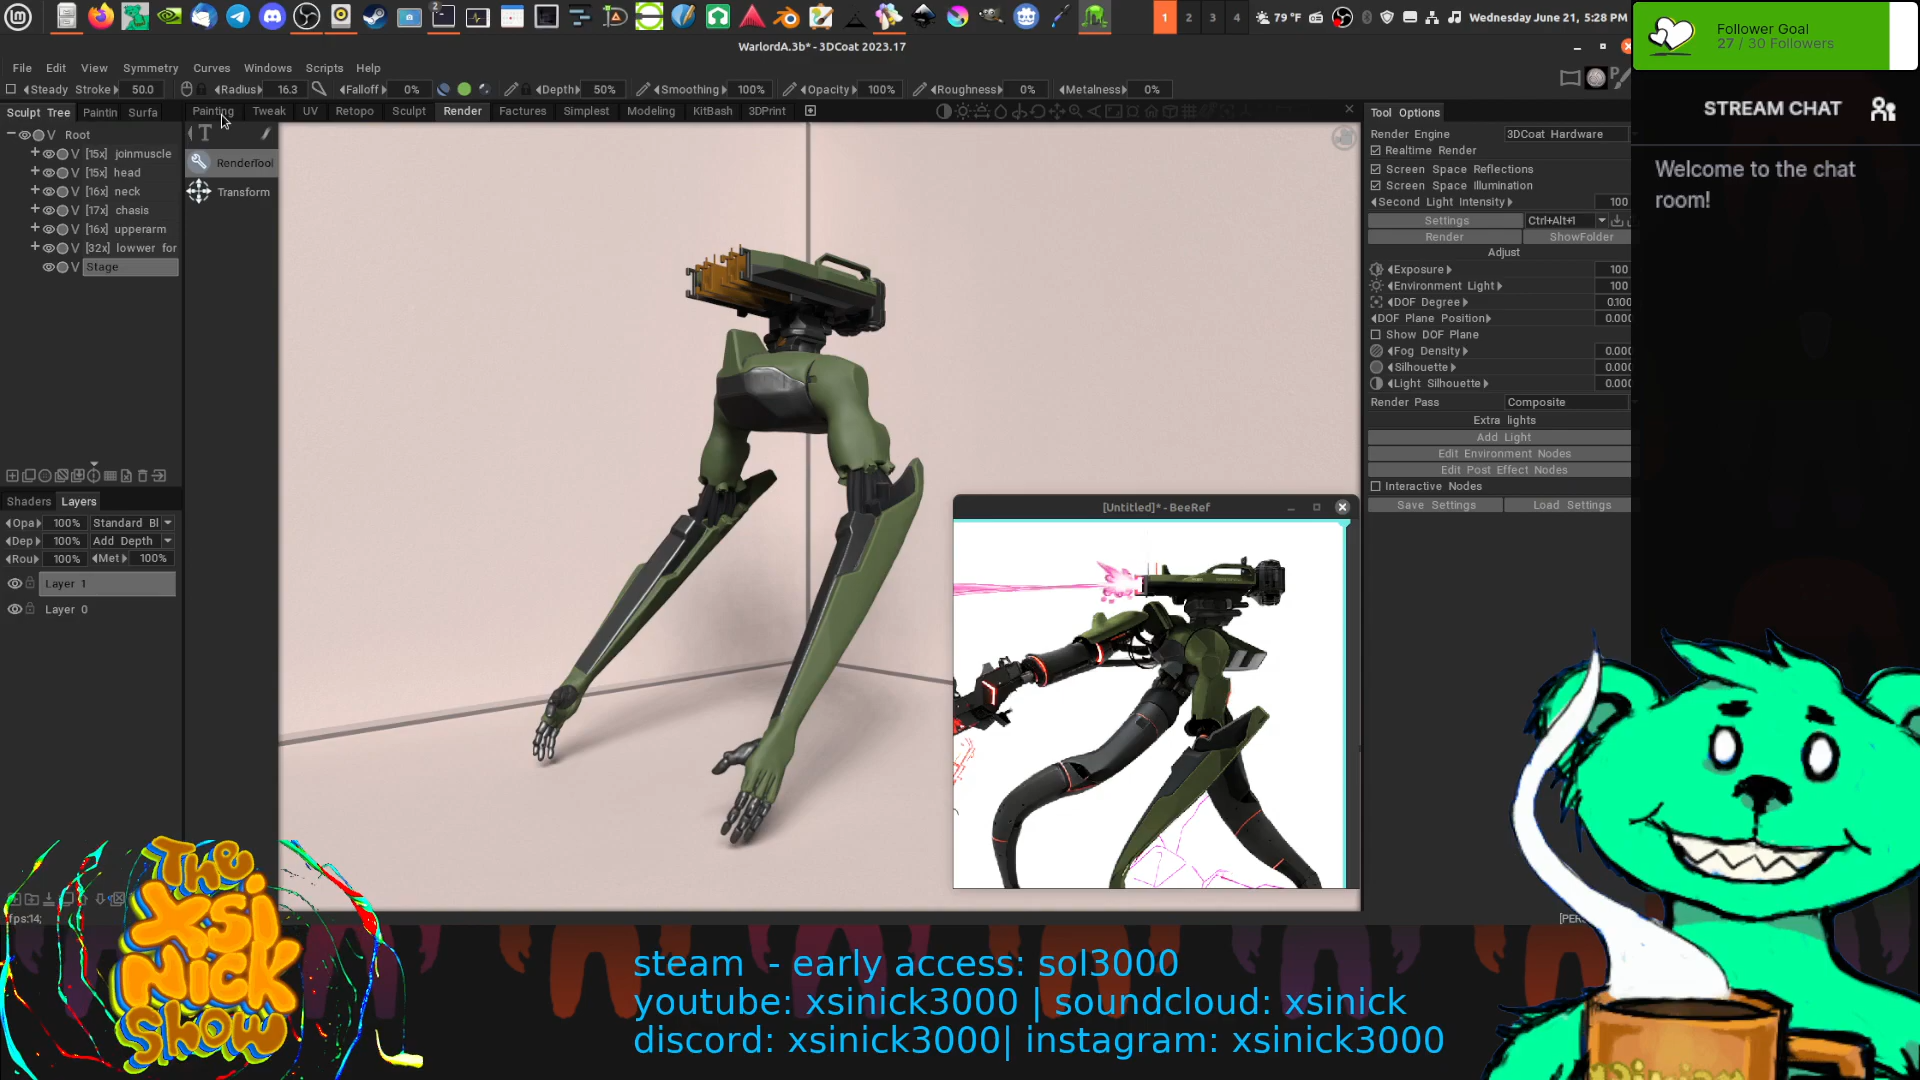 79 °F
1
2
3
4
Wednesday June 21, 5:28 PM
WarlordA.3b* - 3DCoat 2023.17
File Edit View Symmetry Curves Windows Scripts Help
Steady Stroke 50.0 Radius 16.3 Falloff 0% Depth 50% Smoothing 100% Opacity 100% Roughness 0% Metalness 0%
Sculpt Tree Paintin Surfa
Painting Tweak UV Retopo Sculpt Render Factures Simplest Modeling KitBash 3DPrint
V Root
V [15x] joinmuscle
V [15x] head
V [16x] neck
V [17x] chasis
V [16x] upperarm
V [32x] lowwer for
V Stage
RenderTool
Transform
Shaders Layers
Opa 100% Standard Bl
Dep 100% Add Depth
Rou 100% Met 100%
Layer 1
Layer 0
fps:14;
Tool Options
Render Engine 3DCoat Hardware
Realtime Render
Screen Space Reflections
Screen Space Illumination
Second Light Intensity 100
Settings Ctrl+Alt+1
Render ShowFolder
Adjust
Exposure 100
Environment Light 100
DOF Degree 0.100
DOF Plane Position 0.000
Show DOF Plane
Fog Density 0.000
Silhouette 0.000
Light Silhouette 0.000
Render Pass Composite
Extra lights
Add Light
Edit Environment Nodes
Edit Post Effect Nodes
Interactive Nodes
Save Settings Load Settings
[Untitled]* - BeeRef
Follower Goal
27 / 30 Followers
STREAM CHAT
Welcome to the chat
room!
The
XSI
NICK
Show
steam - early access: sol3000
youtube: xsinick3000 | soundcloud: xsinick
discord: xsinick3000| instagram: xsinick3000